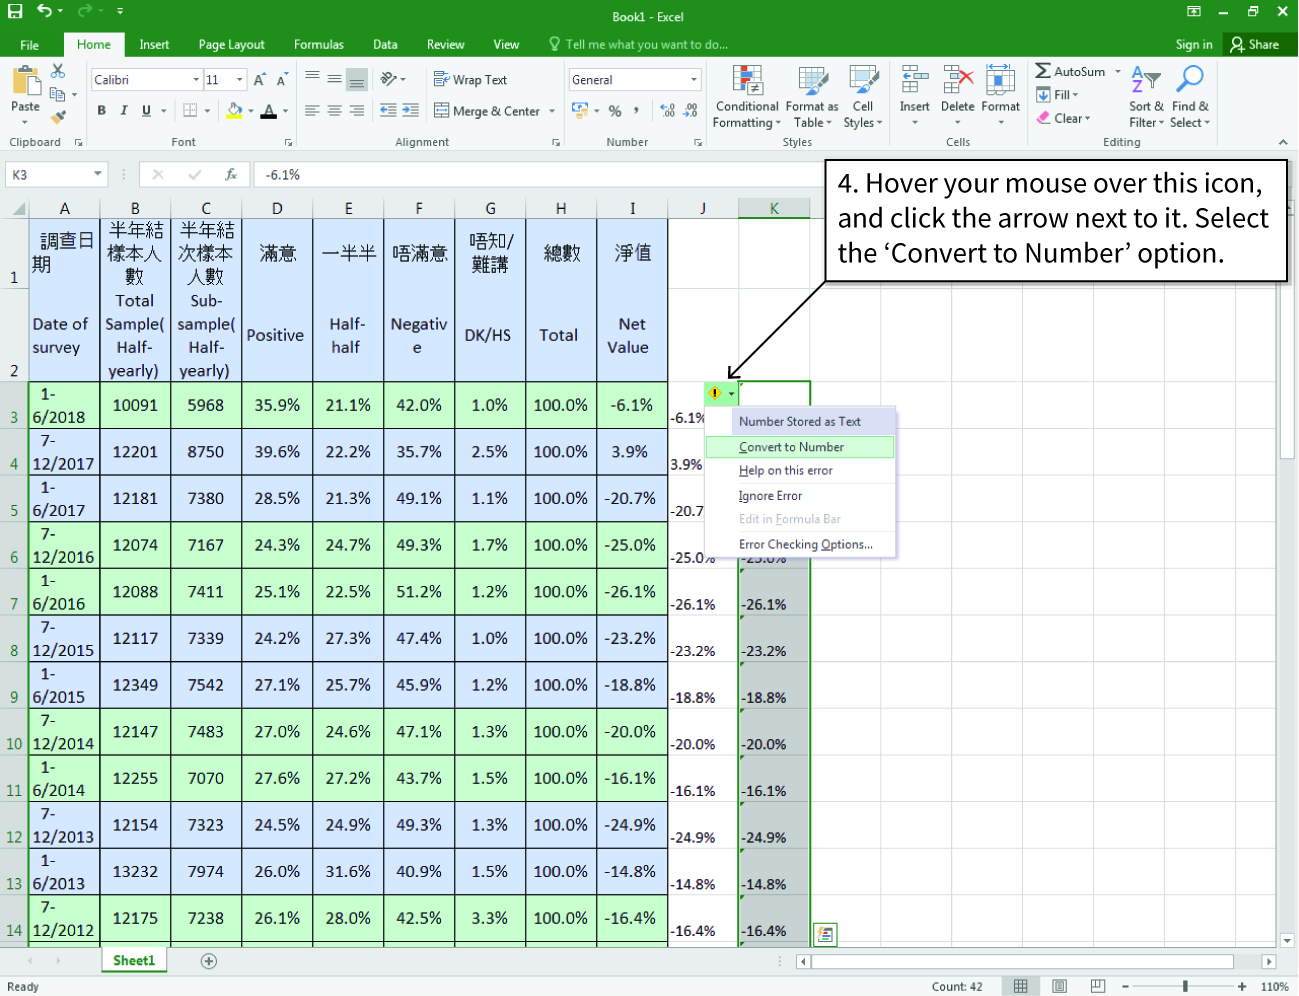 Book1 - Excel
File Home Insert Page Layout Formulas Data Review View Tell me what you want to do... Sign in Share
Calibri 11 Wrap Text General AutoSum
Paste B I U Merge & Center % Conditional Formatting Format as Table Cell Styles Insert Delete Format Fill Sort & Filter Find & Select
Clear
Clipboard Font Alignment Number Styles Cells Editing
K3 fx -6.1%
4. Hover your mouse over this icon,
and click the arrow next to it. Select
the ‘Convert to Number’ option.
A B C D E F G H I J K
1 調查日期 半年結樣本人數 半年結次樣本人數 滿意 一半半 唔滿意 唔知/難講 總數 淨值
2 Date of survey Total Sample(Half-yearly) Sub-sample(Half-yearly) Positive Half-half Negative DK/HS Total Net Value
3 1-6/2018 10091 5968 35.9% 21.1% 42.0% 1.0% 100.0% -6.1% -6.1%
4 7-12/2017 12201 8750 39.6% 22.2% 35.7% 2.5% 100.0% 3.9% 3.9%
5 1-6/2017 12181 7380 28.5% 21.3% 49.1% 1.1% 100.0% -20.7% -20.7
6 7-12/2016 12074 7167 24.3% 24.7% 49.3% 1.7% 100.0% -25.0% -25.0% -25.0%
7 1-6/2016 12088 7411 25.1% 22.5% 51.2% 1.2% 100.0% -26.1% -26.1% -26.1%
8 7-12/2015 12117 7339 24.2% 27.3% 47.4% 1.0% 100.0% -23.2% -23.2% -23.2%
9 1-6/2015 12349 7542 27.1% 25.7% 45.9% 1.2% 100.0% -18.8% -18.8% -18.8%
10 7-12/2014 12147 7483 27.0% 24.6% 47.1% 1.3% 100.0% -20.0% -20.0% -20.0%
11 1-6/2014 12255 7070 27.6% 27.2% 43.7% 1.5% 100.0% -16.1% -16.1% -16.1%
12 7-12/2013 12154 7323 24.5% 24.9% 49.3% 1.3% 100.0% -24.9% -24.9% -24.9%
13 1-6/2013 13232 7974 26.0% 31.6% 40.9% 1.5% 100.0% -14.8% -14.8% -14.8%
14 7-12/2012 12175 7238 26.1% 28.0% 42.5% 3.3% 100.0% -16.4% -16.4% -16.4%
Number Stored as Text
Convert to Number
Help on this error
Ignore Error
Edit in Formula Bar
Error Checking Options...
Sheet1
Ready Count: 42 110%